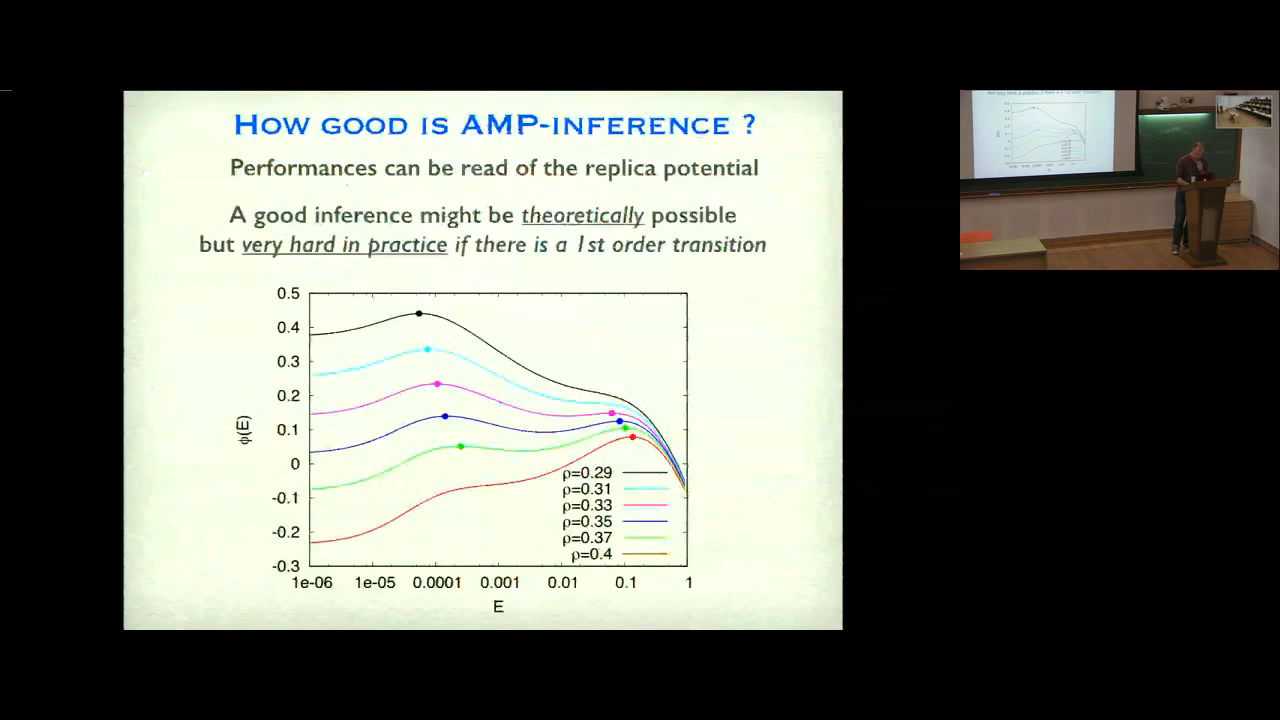 HOW GOOD IS AMP-INFERENCE ?
Performances can be read of the replica potential
A good inference might be theoretically possible
but very hard in practice if there is a 1st order transition
0.5
0.4
0.3
0.2
0.1
0
-0.1
-0.2
-0.3
ϕ(E)
ρ=0.29
ρ=0.31
ρ=0.33
ρ=0.35
ρ=0.37
ρ=0.4
1e-06 1e-05 0.0001 0.001 0.01 0.1 1
E